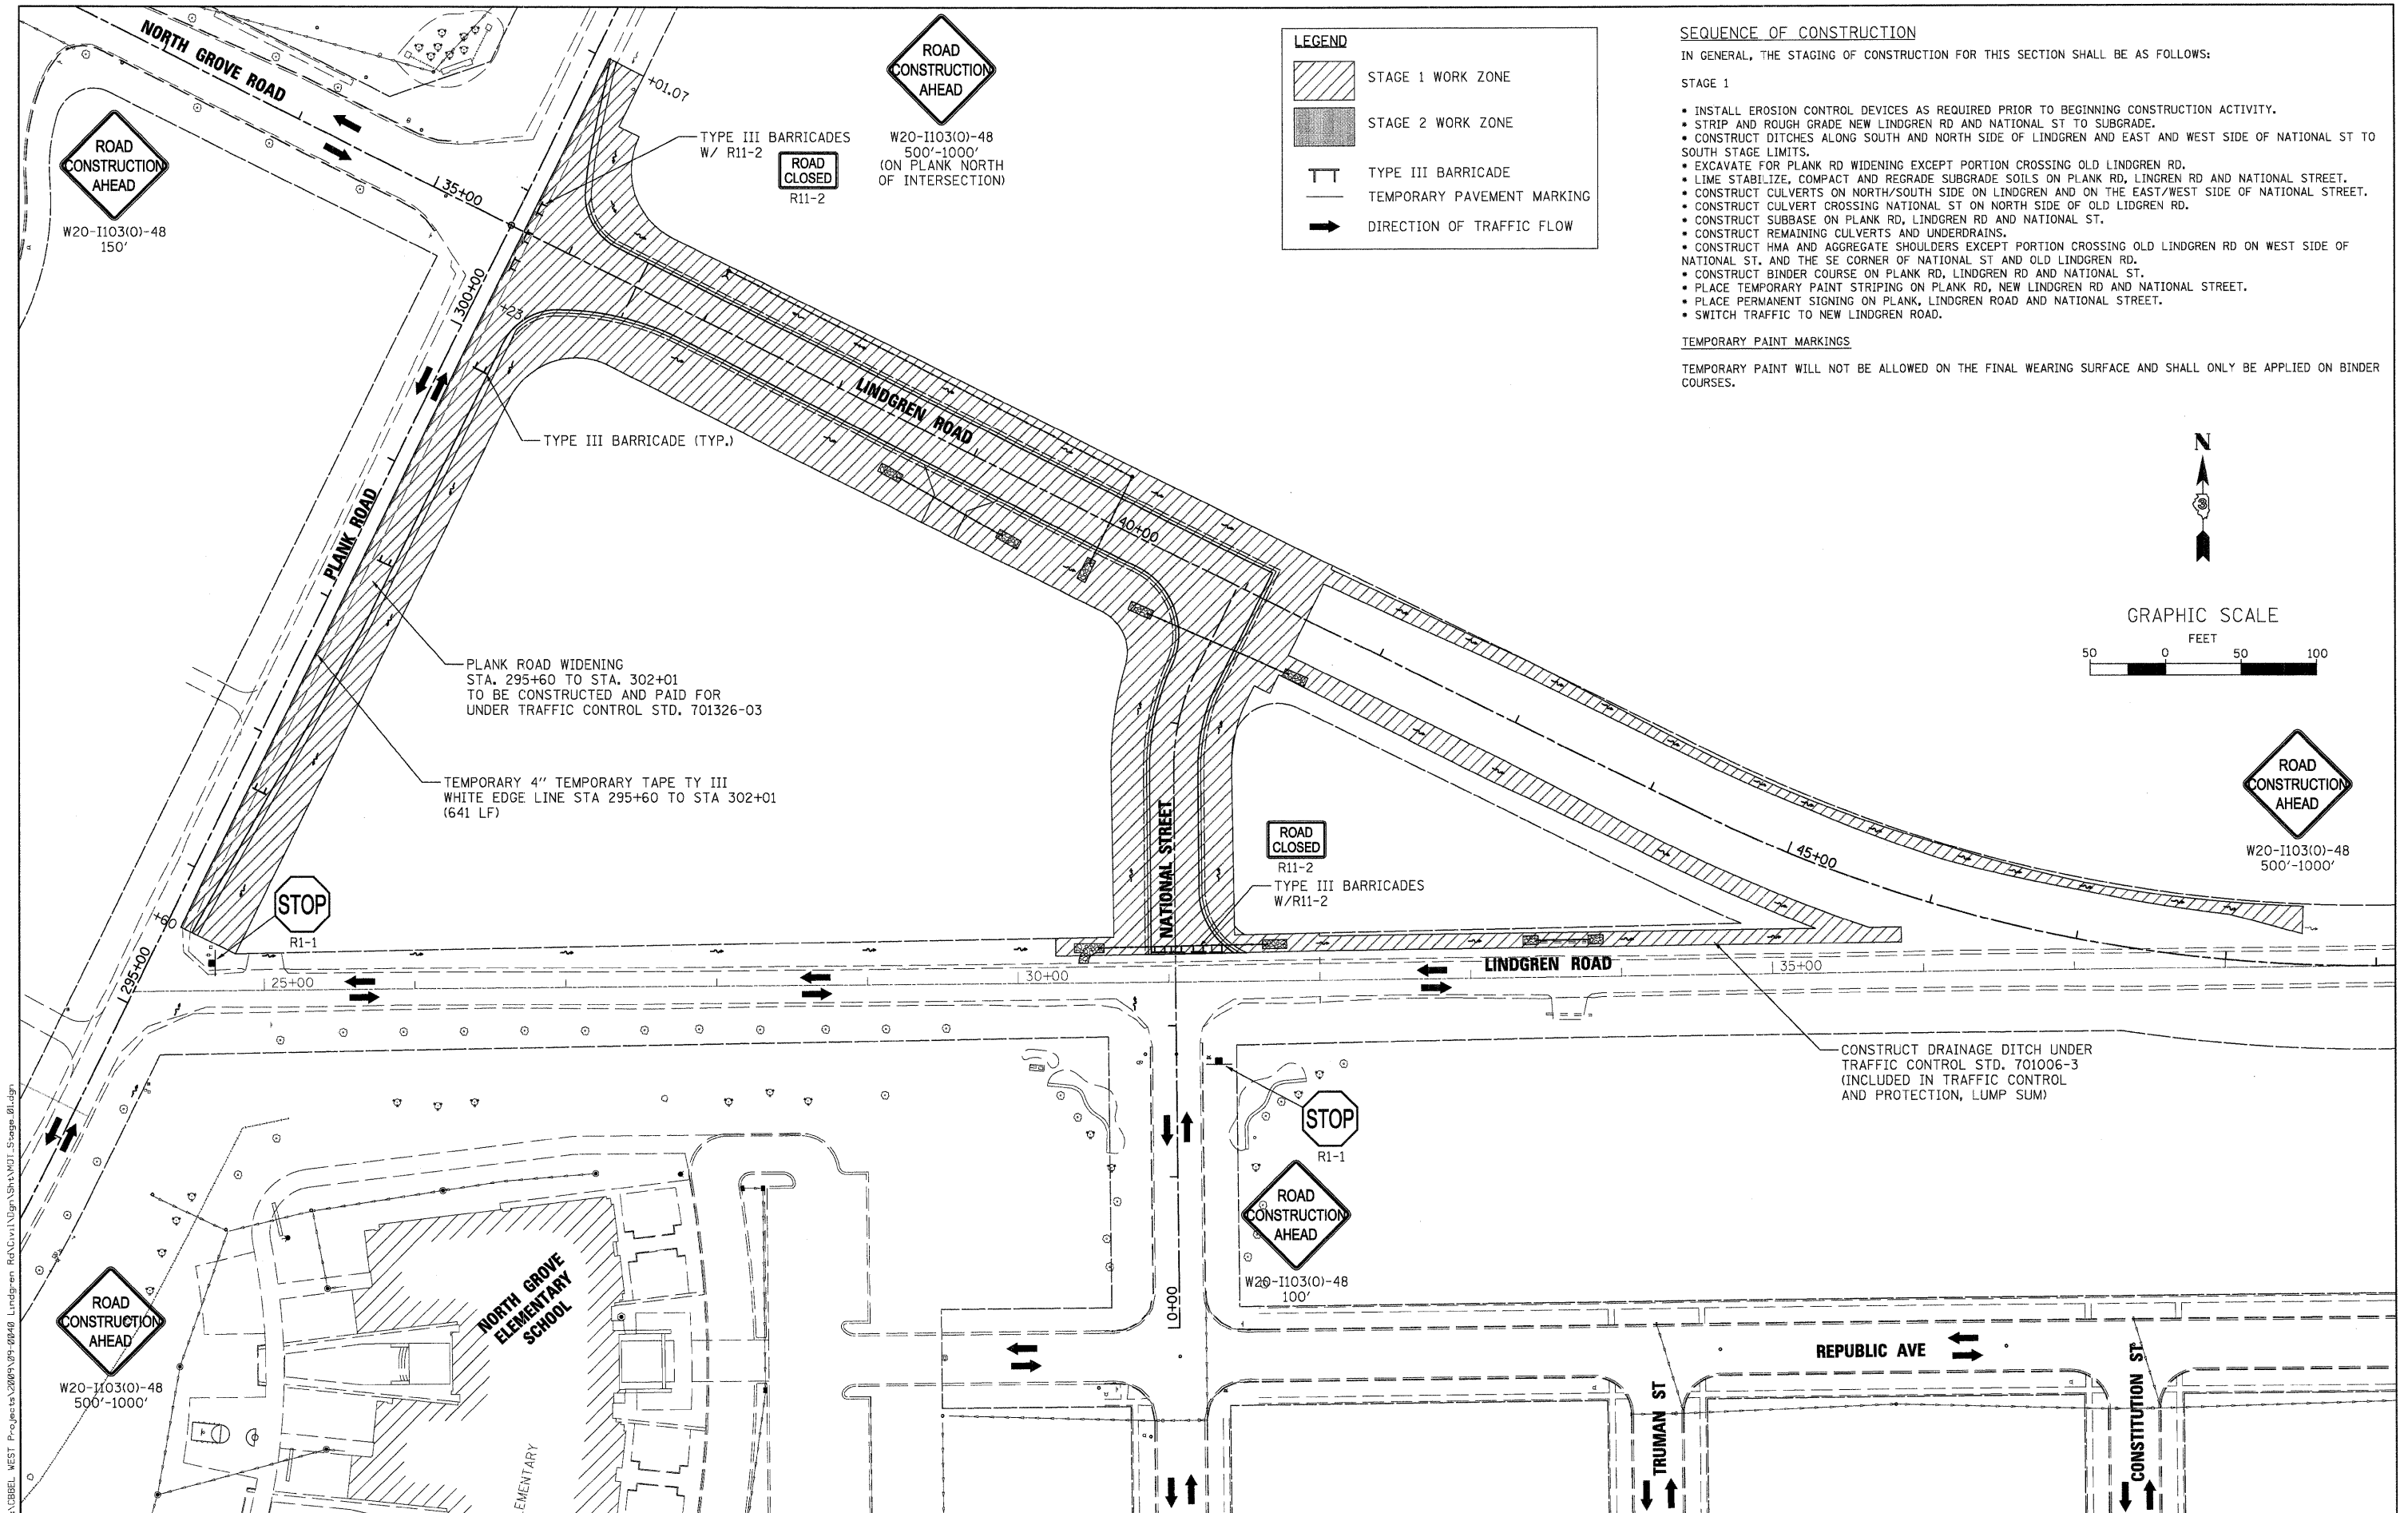 NORTH GROVE ROAD
ROAD
CONSTRUCTION
AHEAD
W20-I103(O)-48
150'
35+00
+01.07
TYPE III BARRICADES
W/ R11-2
ROAD
CLOSED
R11-2
ROAD
CONSTRUCTION
AHEAD
W20-I103(O)-48
500'-1000'
(ON PLANK NORTH
OF INTERSECTION)
LEGEND
STAGE 1 WORK ZONE
STAGE 2 WORK ZONE
TYPE III BARRICADE
TEMPORARY PAVEMENT MARKING
DIRECTION OF TRAFFIC FLOW
SEQUENCE OF CONSTRUCTION
IN GENERAL, THE STAGING OF CONSTRUCTION FOR THIS SECTION SHALL BE AS FOLLOWS:
STAGE 1
* INSTALL EROSION CONTROL DEVICES AS REQUIRED PRIOR TO BEGINNING CONSTRUCTION ACTIVITY.
* STRIP AND ROUGH GRADE NEW LINDGREN RD AND NATIONAL ST TO SUBGRADE.
* CONSTRUCT DITCHES ALONG SOUTH AND NORTH SIDE OF LINDGREN AND EAST AND WEST SIDE OF NATIONAL ST TO
SOUTH STAGE LIMITS.
* EXCAVATE FOR PLANK RD WIDENING EXCEPT PORTION CROSSING OLD LINDGREN RD.
* LIME STABILIZE, COMPACT AND REGRADE SUBGRADE SOILS ON PLANK RD, LINGREN RD AND NATIONAL STREET.
* CONSTRUCT CULVERTS ON NORTH/SOUTH SIDE ON LINDGREN AND ON THE EAST/WEST SIDE OF NATIONAL STREET.
* CONSTRUCT CULVERT CROSSING NATIONAL ST ON NORTH SIDE OF OLD LIDGREN RD.
* CONSTRUCT SUBBASE ON PLANK RD, LINDGREN RD AND NATIONAL ST.
* CONSTRUCT REMAINING CULVERTS AND UNDERDRAINS.
* CONSTRUCT HMA AND AGGREGATE SHOULDERS EXCEPT PORTION CROSSING OLD LINDGREN RD ON WEST SIDE OF
NATIONAL ST. AND THE SE CORNER OF NATIONAL ST AND OLD LINDGREN RD.
* CONSTRUCT BINDER COURSE ON PLANK RD, LINDGREN RD AND NATIONAL ST.
* PLACE TEMPORARY PAINT STRIPING ON PLANK RD, NEW LINDGREN RD AND NATIONAL STREET.
* PLACE PERMANENT SIGNING ON PLANK, LINDGREN ROAD AND NATIONAL STREET.
* SWITCH TRAFFIC TO NEW LINDGREN ROAD.
TEMPORARY PAINT MARKINGS
TEMPORARY PAINT WILL NOT BE ALLOWED ON THE FINAL WEARING SURFACE AND SHALL ONLY BE APPLIED ON BINDER
COURSES.
300+00
+23
LINDGREN ROAD
TYPE III BARRICADE (TYP.)
PLANK ROAD
40+00
N
3
GRAPHIC SCALE
FEET
50 0 50 100
PLANK ROAD WIDENING
STA. 295+60 TO STA. 302+01
TO BE CONSTRUCTED AND PAID FOR
UNDER TRAFFIC CONTROL STD. 701326-03
TEMPORARY 4" TEMPORARY TAPE TY III
WHITE EDGE LINE STA 295+60 TO STA 302+01
(641 LF)
NATIONAL STREET
ROAD
CLOSED
R11-2
TYPE III BARRICADES
W/R11-2
45+00
ROAD
CONSTRUCTION
AHEAD
W20-I103(O)-48
500'-1000'
STOP
R1-1
+60
295+00
25+00
30+00
LINDGREN ROAD
35+00
CONSTRUCT DRAINAGE DITCH UNDER
TRAFFIC CONTROL STD. 701006-3
(INCLUDED IN TRAFFIC CONTROL
AND PROTECTION, LUMP SUM)
STOP
R1-1
ROAD
CONSTRUCTION
AHEAD
W20-I103(O)-48
100'
0+00
ROAD
CONSTRUCTION
AHEAD
W20-I103(O)-48
500'-1000'
NORTH GROVE
ELEMENTARY
SCHOOL
EMENTARY
REPUBLIC AVE
TRUMAN ST
CONSTITUTION ST
\CBBEL WEST Projects\2009\09-0040 Lindgren Rd\Civil\Dgn\Sht\MOT_Stage_01.dgn